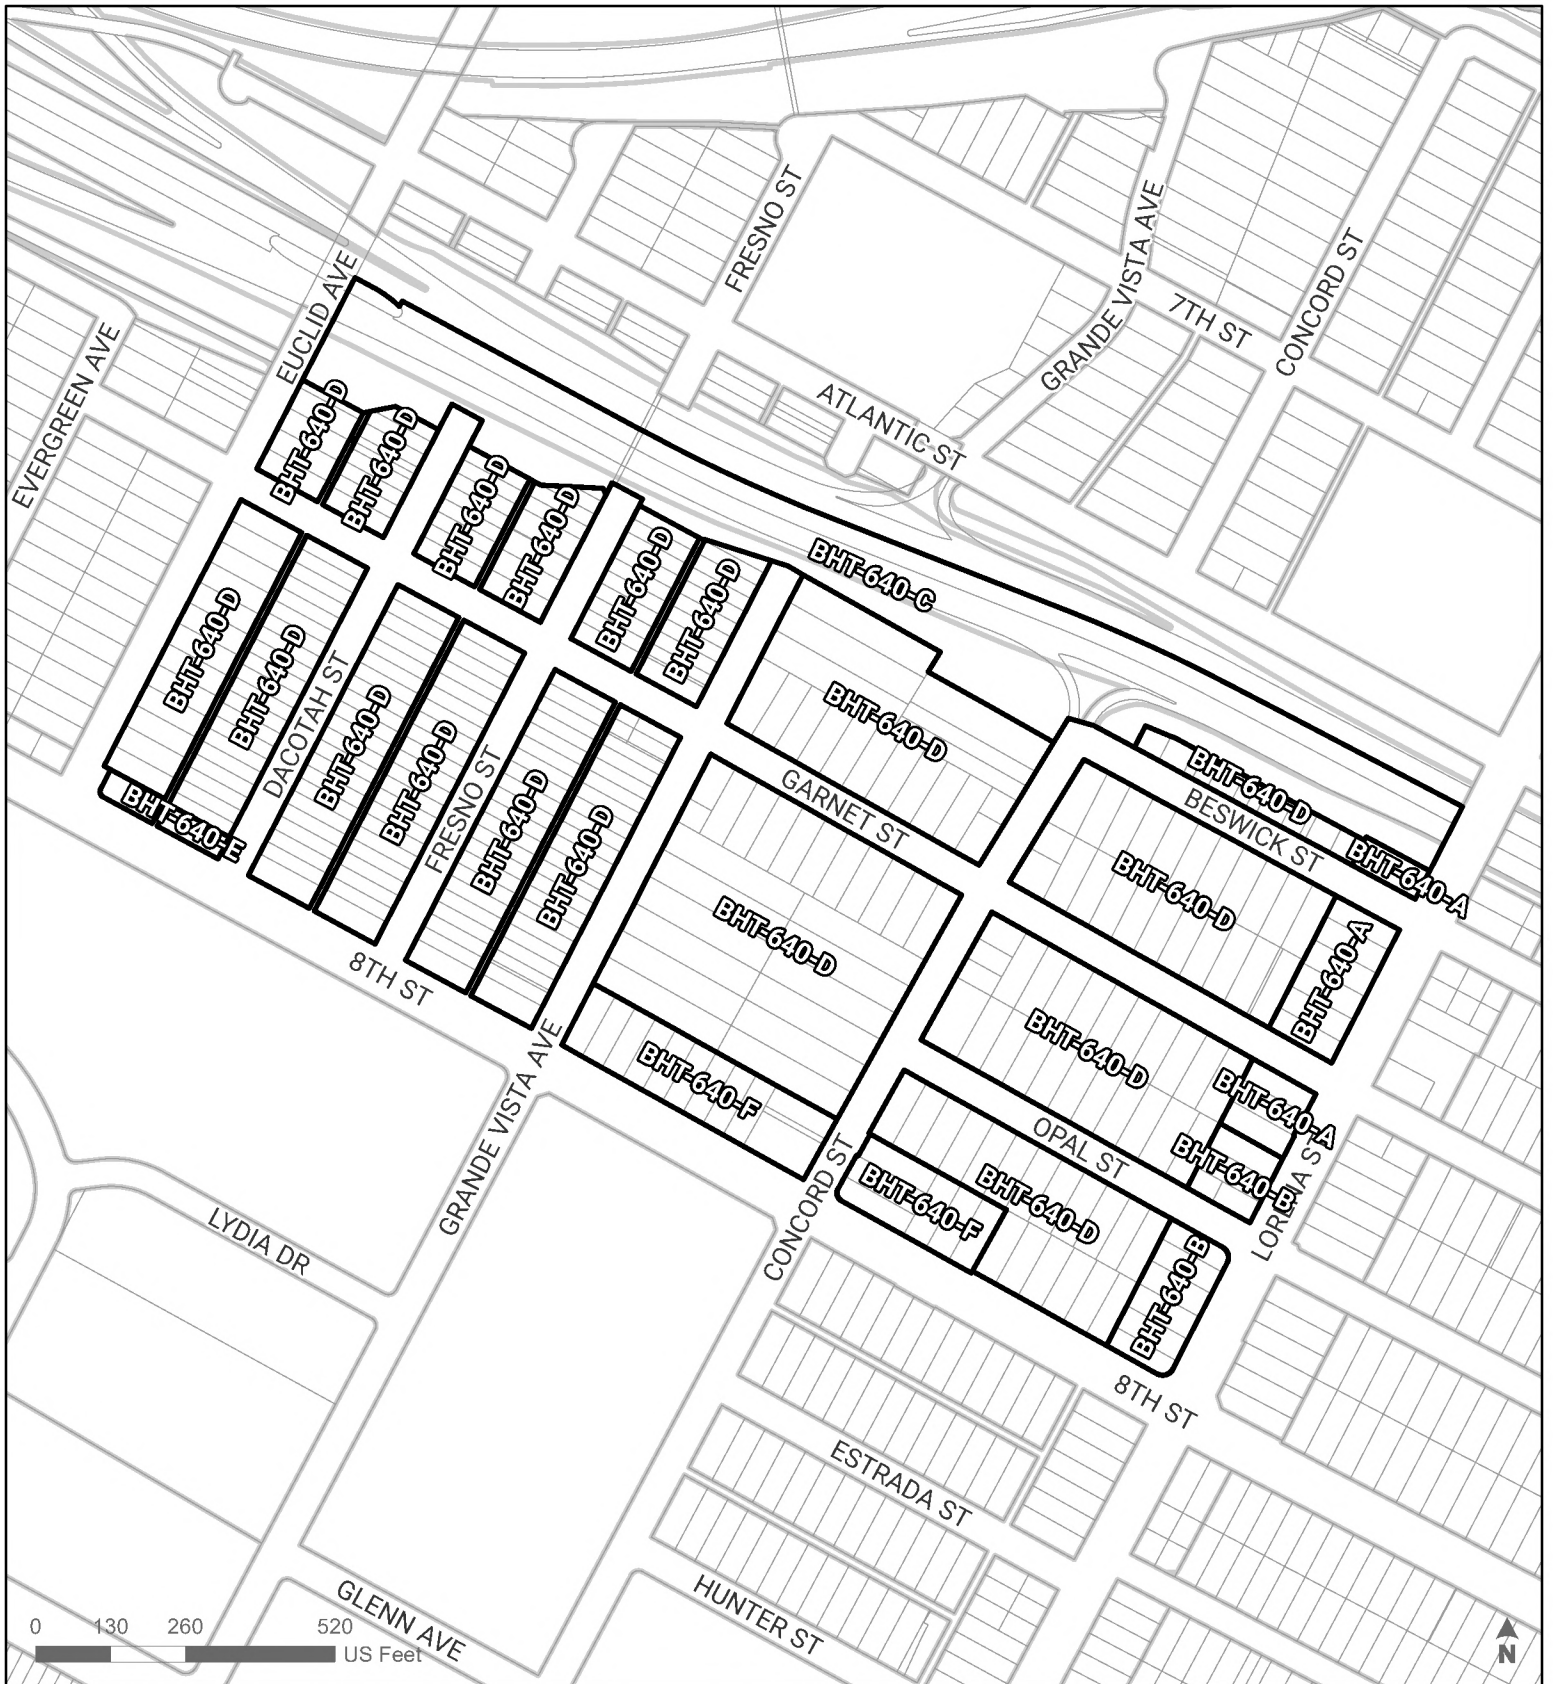 FRESNO ST
GRANDE VISTA AVE
CONCORD ST
7TH ST
EUCLID AVE
EVERGREEN AVE
ATLANTIC ST
BHT-640-D
BHT-640-D
BHT-640-D
BHT-640-D
BHT-640-D
BHT-640-D
BHT-640-C
BHT-640-D
BHT-640-D
BHT-640-D
DACOTAH ST
BHT-640-D
BHT-640-D
FRESNO ST
BHT-640-D
BHT-640-D
BHT-640-E
GARNET ST
BHT-640-D
BESWICK ST
BHT-640-A
BHT-640-D
BHT-640-A
BHT-640-D
8TH ST
BHT-640-D
BHT-640-A
BHT-640-B
BHT-640-F
OPAL ST
BHT-640-D
BHT-640-F
BHT-640-B
GRANDE VISTA AVE
CONCORD ST
LYDIA DR
8TH ST
ESTRADA ST
HUNTER ST
GLENN AVE
0 130 260 520
US Feet
N